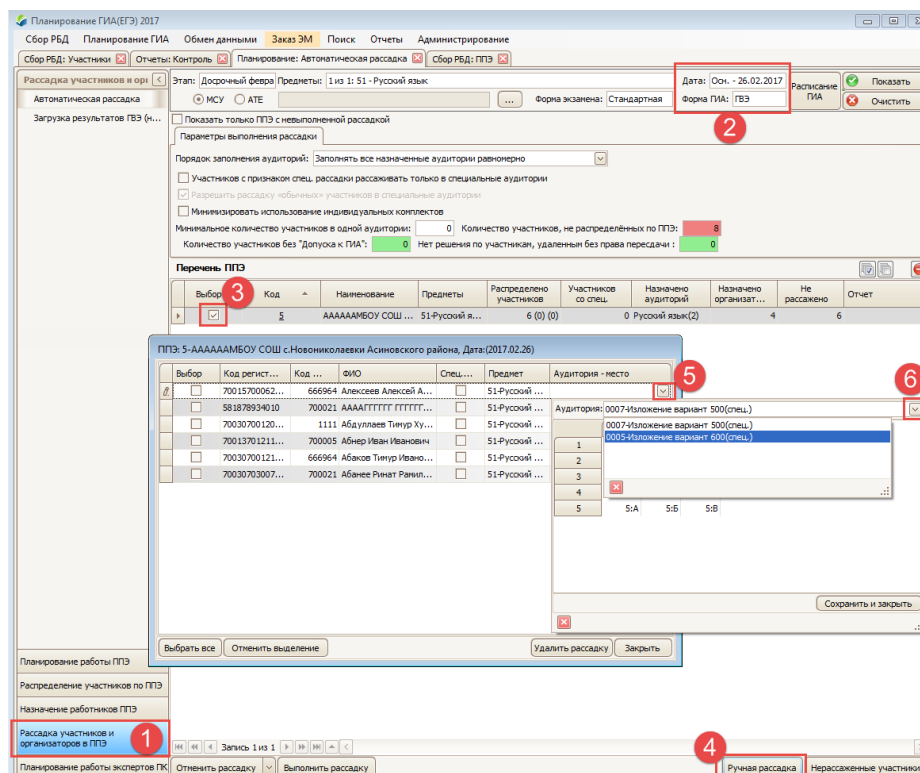 Планирование ГИА(ЕГЭ) 2017
Сбор РБД Планирование ГИА Обмен данными Заказ ЭМ Поиск Отчеты Администрирование
Сбор РБД: Участники Отчеты: Контроль Планирование: Автоматическая рассадка Сбор РБД: ППЭ
Рассадка участников и орг
Автоматическая рассадка
Загрузка результатов ГВЭ (н...
Этап: Досрочный февра Предметы: 1 из 1: 51 - Русский язык Дата: Осн. - 26.02.2017 Расписание ГИА Показать
МСУ АТЕ ... Форма экзамена: Стандартная Форма ГИА: ГВЭ Очистить
2
Показать только ППЭ с невыполненной рассадкой
Параметры выполнения рассадки
Порядок заполнения аудиторий: Заполнять все назначенные аудитории равномерно
Участников с признаком спец. рассадки рассаживать только в специальные аудитории
Разрешить рассадку «обычных» участников в специальные аудитории
Минимизировать использование индивидуальных комплектов
Минимальное количество участников в одной аудитории: 0 Количество участников, не распределённых по ППЭ: 8
Количество участников без "Допуска к ГИА": 0 Нет решения по участникам, удаленным без права пересдачи : 0
Перечень ППЭ
3
Выбор Код Наименование Предметы Распределено участников Участников со спец. Назначено аудиторий Назначено организат... Не рассажено Отчет
5 ААААААМБОУ СОШ ... 51-Русский я... 6 (0) (0) 0 Русский язык(2) 4 6
ППЭ: 5-ААААААМБОУ СОШ с.Новониколаевки Асиновского района, Дата:(2017.02.26)
Выбор Код регист... Код ... ФИО Спец.... Предмет Аудитория - место
5
6
70015700062... 666964 Алексеев Алексей А... 51-Русский ...
581878934010 700021 ААААГГГГГГ ГГГГГГ... 51-Русский ...
70030700120... 1111 Абдуллаев Тимур Ху... 51-Русский ...
70013701211... 700005 Абнер Иван Иванович 51-Русский ...
70030700121... 666964 Абаков Тимур Ивано... 51-Русский ...
70030703007... 700021 Абанее Ринат Ранил... 51-Русский ...
Аудитория: 0007-Изложение вариант 500(спец.)
0007-Изложение вариант 500(спец.)
0005-Изложение вариант 600(спец.)
1
2
3
4
5 5:А 5:Б 5:В
Сохранить и закрыть
Выбрать все Отменить выделение Удалить рассадку Закрыть
Планирование работы ППЭ
Распределение участников по ППЭ
Назначение работников ППЭ
Рассадка участников и
организаторов в ППЭ
1
Планирование работы экспертов ПК
Запись 1 из 1
4
Отменить рассадку Выполнить рассадку Ручная рассадка Нерассаженные участники